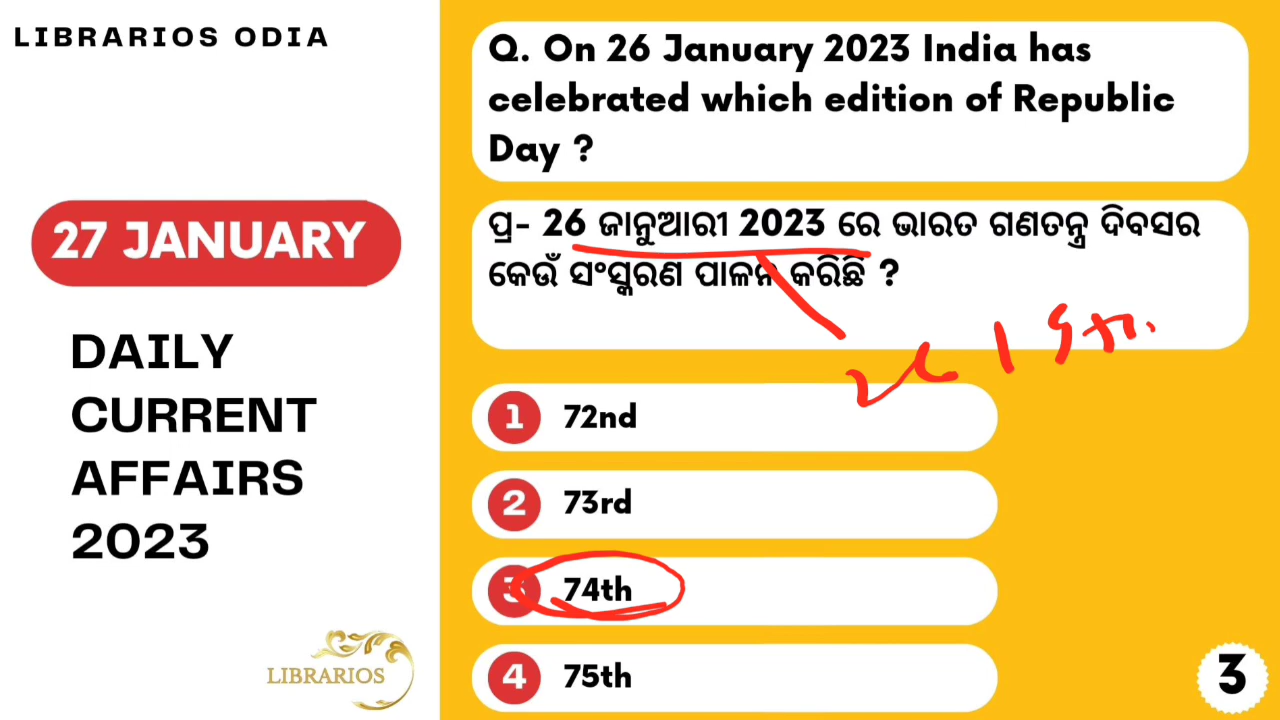 LIBRARIOS ODIA
27 JANUARY
DAILY
CURRENT
AFFAIRS
2023
LIBRARIOS
Q. On 26 January 2023 India has
celebrated which edition of Republic
Day ?
ପ୍ର- 26 ଜାନୁଆରୀ 2023 ରେ ଭାରତ ଗଣତନ୍ତ୍ର ଦିବସର
କେଉଁ ସଂସ୍କରଣ ପାଳନ କରିଛି ?
1 72nd
2 73rd
3 74th
4 75th
3